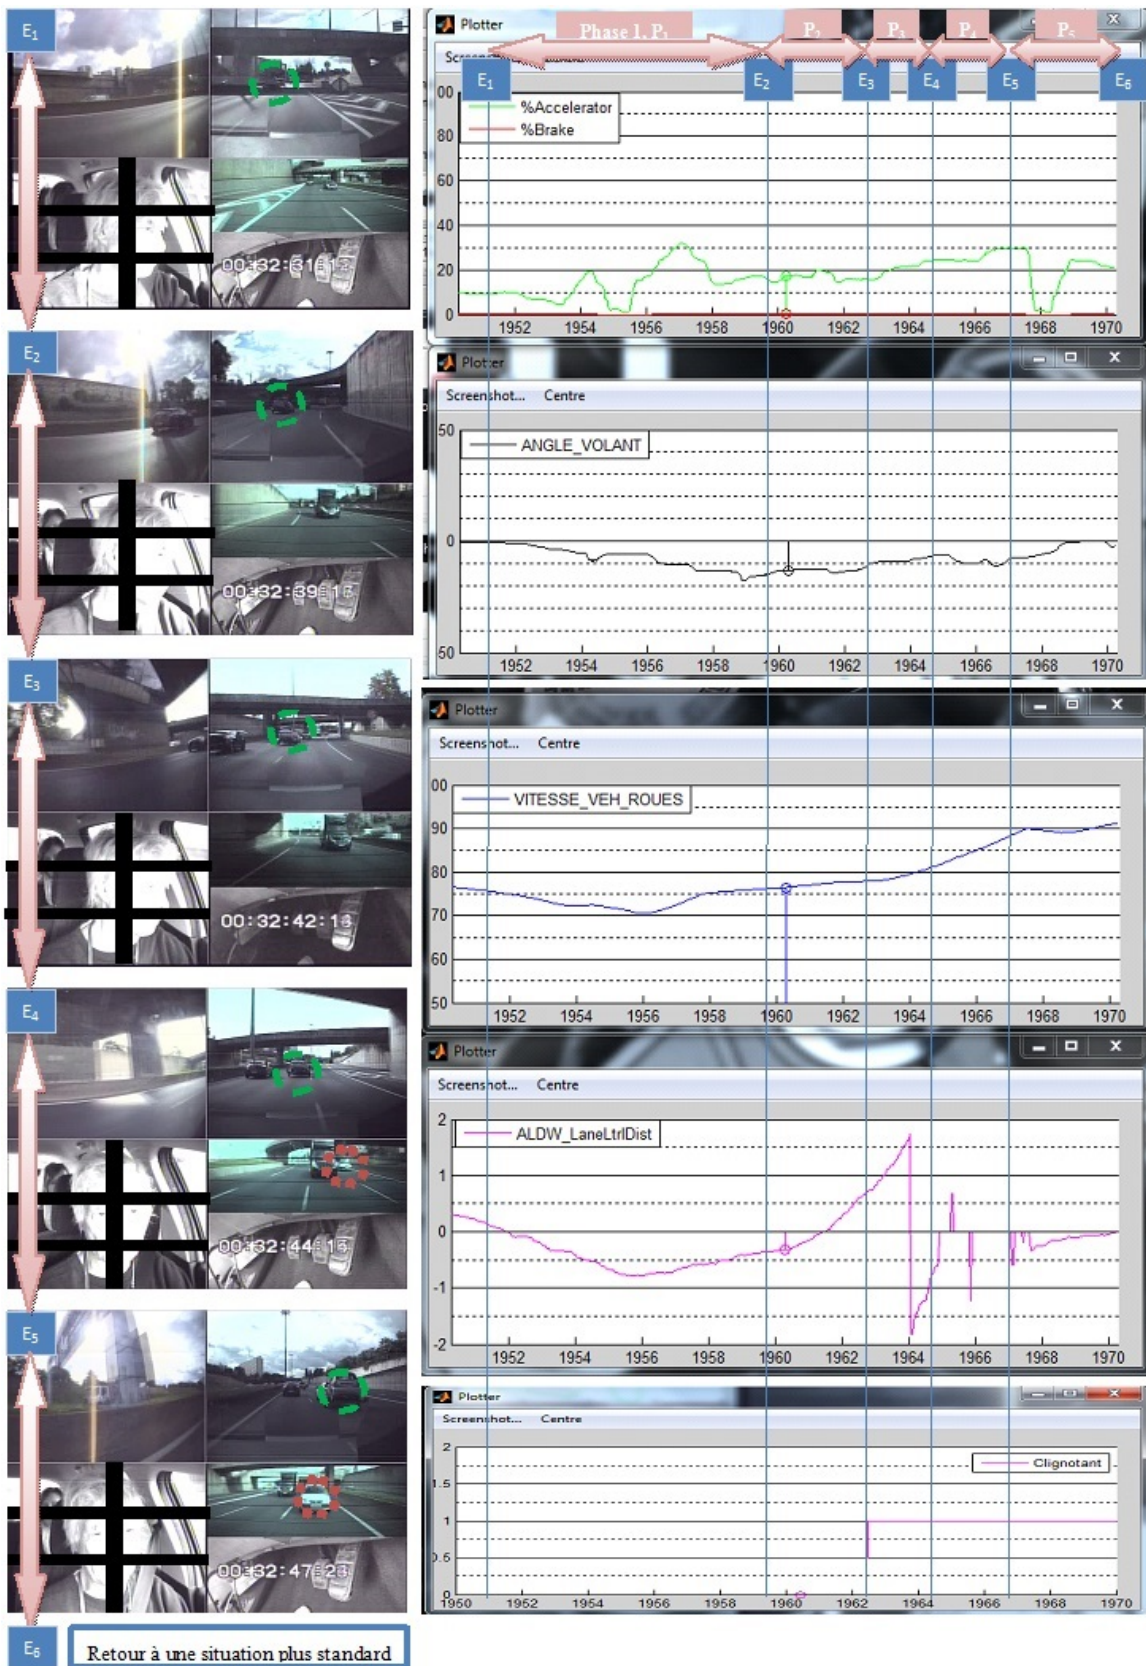 E1
00:32:31:12
E2
00:32:39:17
E3
00:32:42:13
E4
00:32:44:14
E5
00:32:47:23
E6
Retour à une situation plus standard
Phase 1, P1
P2
P3
P4
P5
E1
E2
E3
E4
E5
E6
00
%Accelerator
%Brake
80
60
40
20
0
1952 1954 1956 1958 1960 1962 1964 1966 1968 1970
Plotter
Screenshot... Centre
50
ANGLE_VOLANT
0
50
1952 1954 1956 1958 1960 1962 1964 1966 1968 1970
Plotter
Screenshot... Centre
00
VITESSE_VEH_ROUES
90
80
70
60
50
1952 1954 1956 1958 1960 1962 1964 1966 1968 1970
Plotter
Screenshot... Centre
2
ALDW_LaneLtrlDist
1
0
-1
-2
1952 1954 1956 1958 1960 1962 1964 1966 1968 1970
Plotter
Screenshot... Centre
2
Clignotant
1.5
1
0.5
0
1950 1952 1954 1956 1958 1960 1962 1964 1966 1968 1970